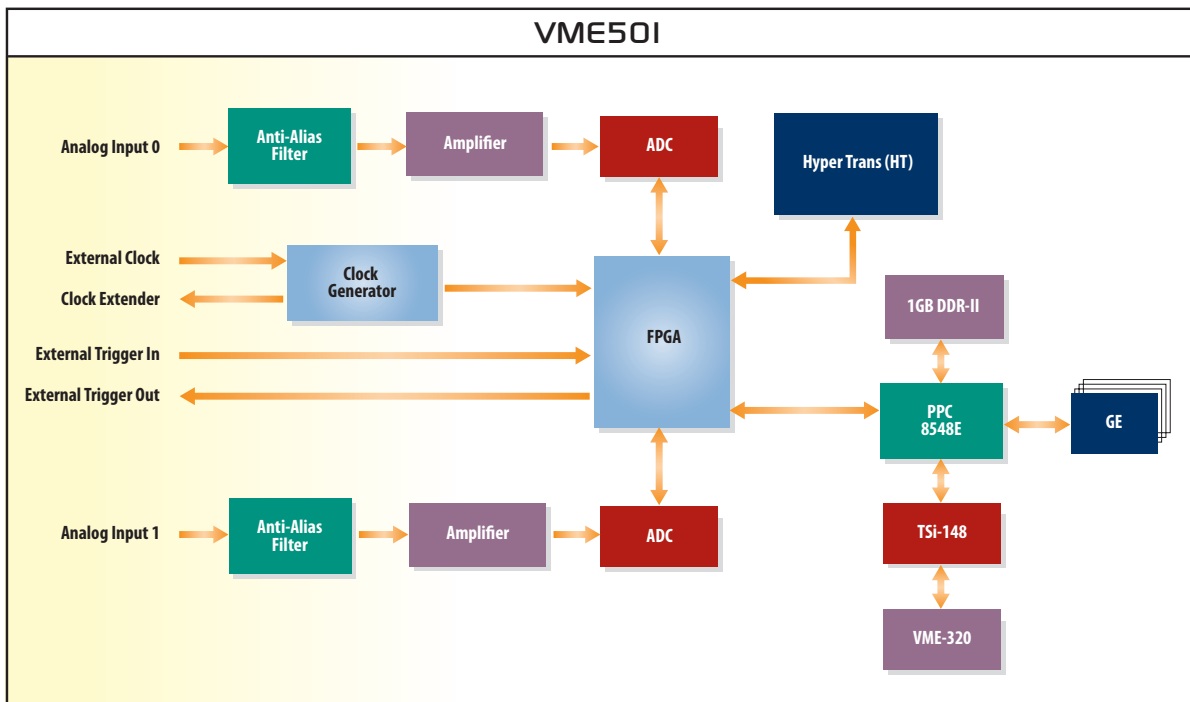 VME501
Analog Input 0
Anti-Alias
Filter
Amplifier
ADC
Hyper Trans (HT)
External Clock
Clock
Generator
Clock Extender
FPGA
1GB DDR-II
External Trigger In
External Trigger Out
PPC
8548E
GE
Analog Input 1
Anti-Alias
Filter
Amplifier
ADC
TSi-148
VME-320